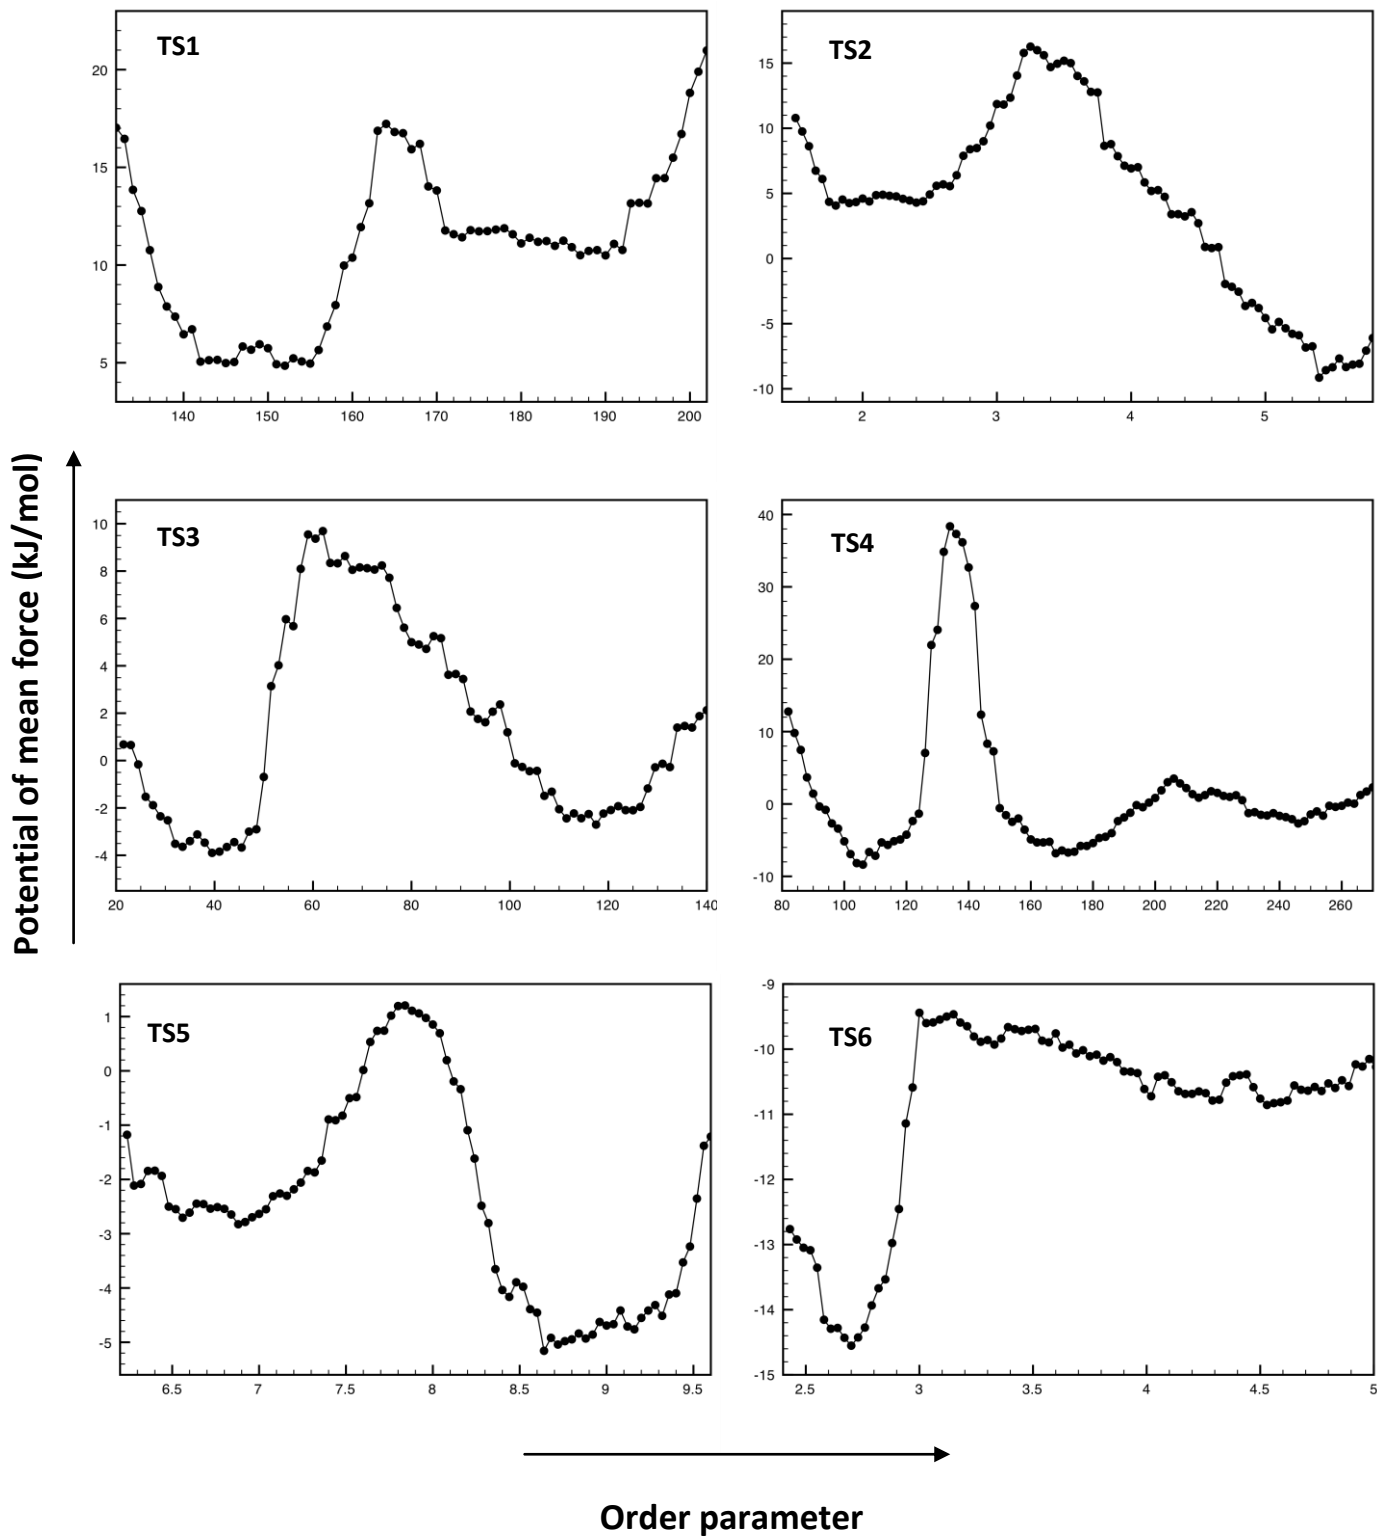 TS1
20
15
10
5
140 150 160 170 180 190 200
TS2
15
10
5
0
-5
-10
2 3 4 5
Potential of mean force (kJ/mol)
TS3
10
8
6
4
2
0
-2
-4
20 40 60 80 100 120 140
TS4
40
30
20
10
0
-10
80 100 120 140 160 180 200 220 240 260
TS5
1
0
-1
-2
-3
-4
-5
6.5 7 7.5 8 8.5 9 9.5
TS6
-9
-10
-11
-12
-13
-14
-15
2.5 3 3.5 4 4.5 5
Order parameter